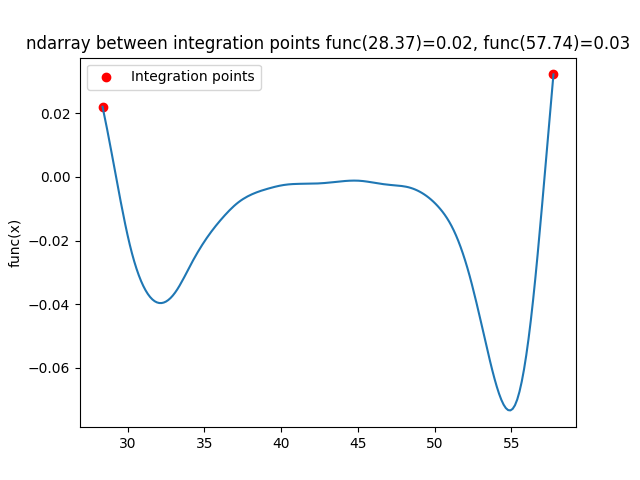 ndarray between integration points func(28.37)=0.02, func(57.74)=0.03
Integration points
func(x)
0.02
0.00
−0.02
−0.04
−0.06
30 35 40 45 50 55